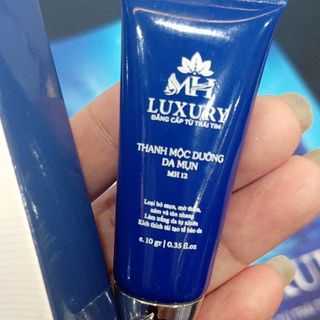 MH
LUXURY
ĐẲNG CẤP TỪ TRÁI TIM
THANH MỘC DƯỠNG
DA MỤN
MH 12
Loại bỏ mụn, mờ thâm,
nám và tàn nhang
Làm trắng da tự nhiên
Kích thích tái tạo tế bào da
e. 10 gr | 0.35 fl.oz